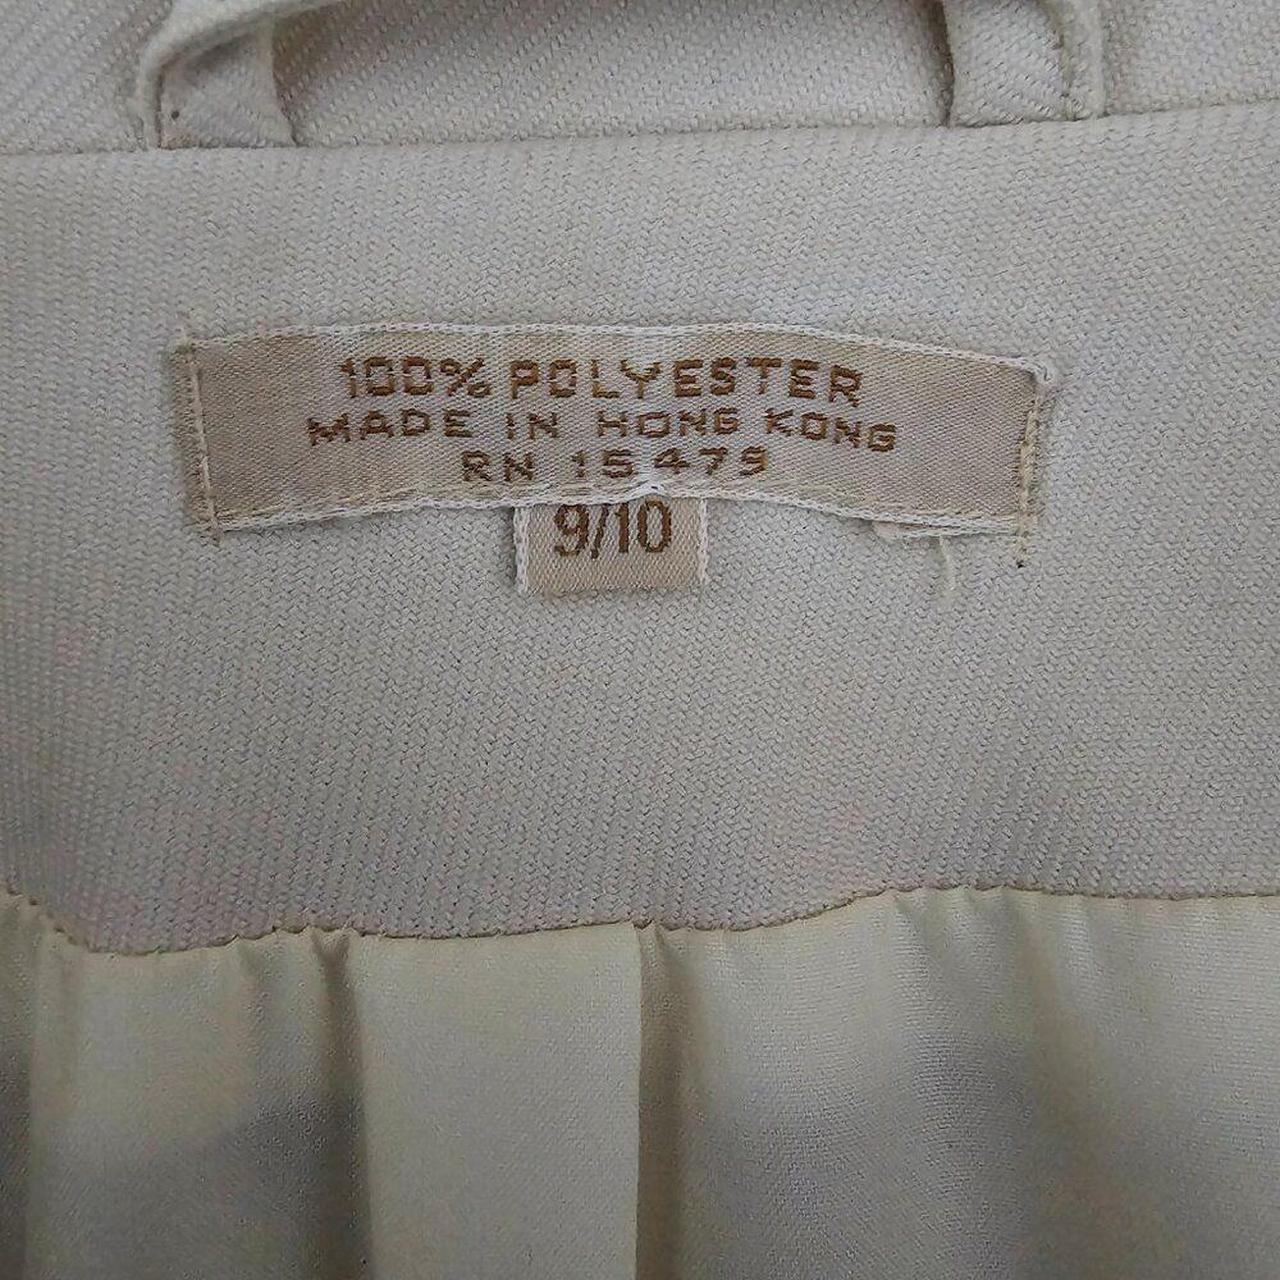 100% POLYESTER
MADE IN HONG KONG
RN 15479
9/10